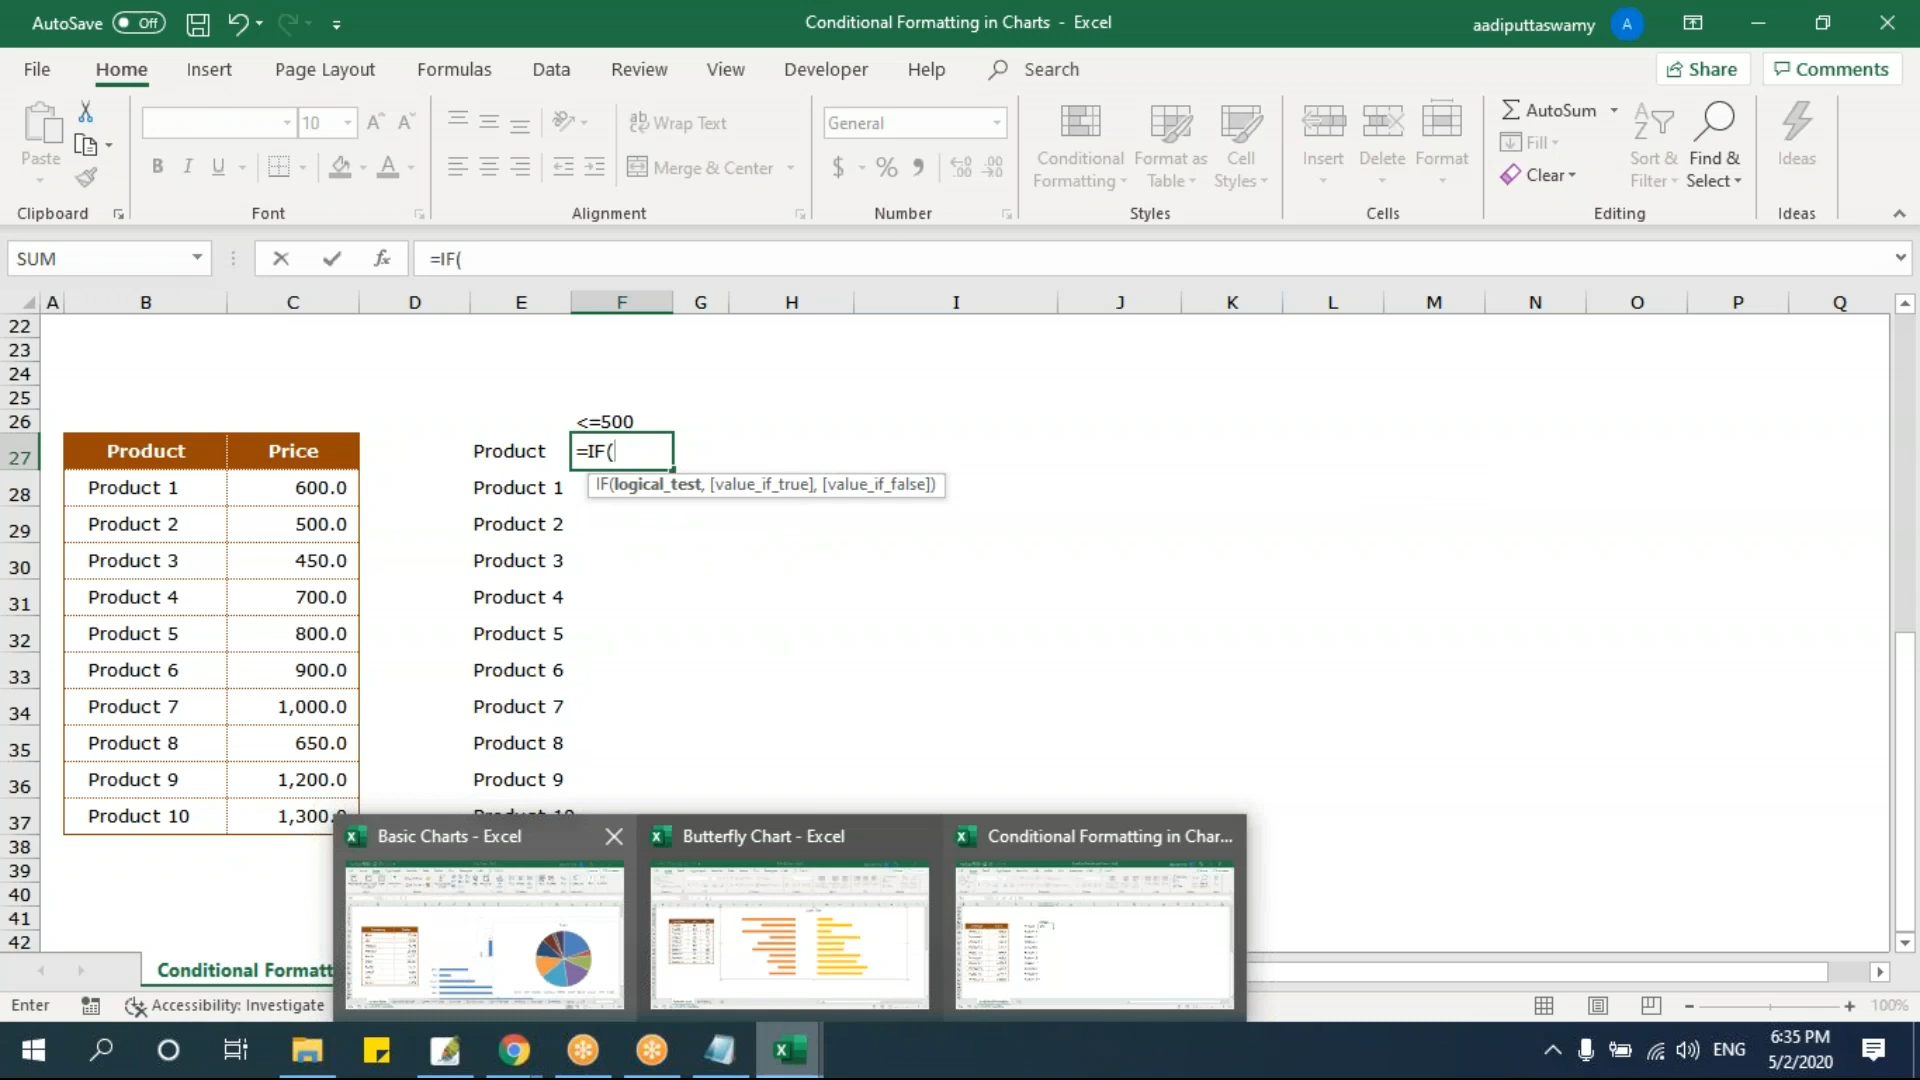 AutoSave Off
Conditional Formatting in Charts - Excel
aadiputtaswamy A
File Home Insert Page Layout Formulas Data Review View Developer Help Search
Share Comments
Paste
Clipboard
10
B I U
Font
ab Wrap Text
Merge & Center
Alignment
General
$ % 9
Number
Conditional Formatting
Format as Table
Cell Styles
Styles
Insert Delete Format
Cells
AutoSum
Fill
Clear
Sort & Filter
Find & Select
Editing
Ideas
Ideas
SUM
fx
=IF(
A B C D E F G H I J K L M N O P Q
22
23
24
25
26 <=500
27 Product Price Product =IF(
IF(logical_test, [value_if_true], [value_if_false])
28 Product 1 600.0 Product 1
29 Product 2 500.0 Product 2
30 Product 3 450.0 Product 3
31 Product 4 700.0 Product 4
32 Product 5 800.0 Product 5
33 Product 6 900.0 Product 6
34 Product 7 1,000.0 Product 7
35 Product 8 650.0 Product 8
36 Product 9 1,200.0 Product 9
37 Product 10 1,300.0 Product 10
38
39
40
41
42
Basic Charts - Excel
Butterfly Chart - Excel
Conditional Formatting in Char...
Conditional Formatt
Enter
Accessibility: Investigate
100%
ENG
6:35 PM
5/2/2020